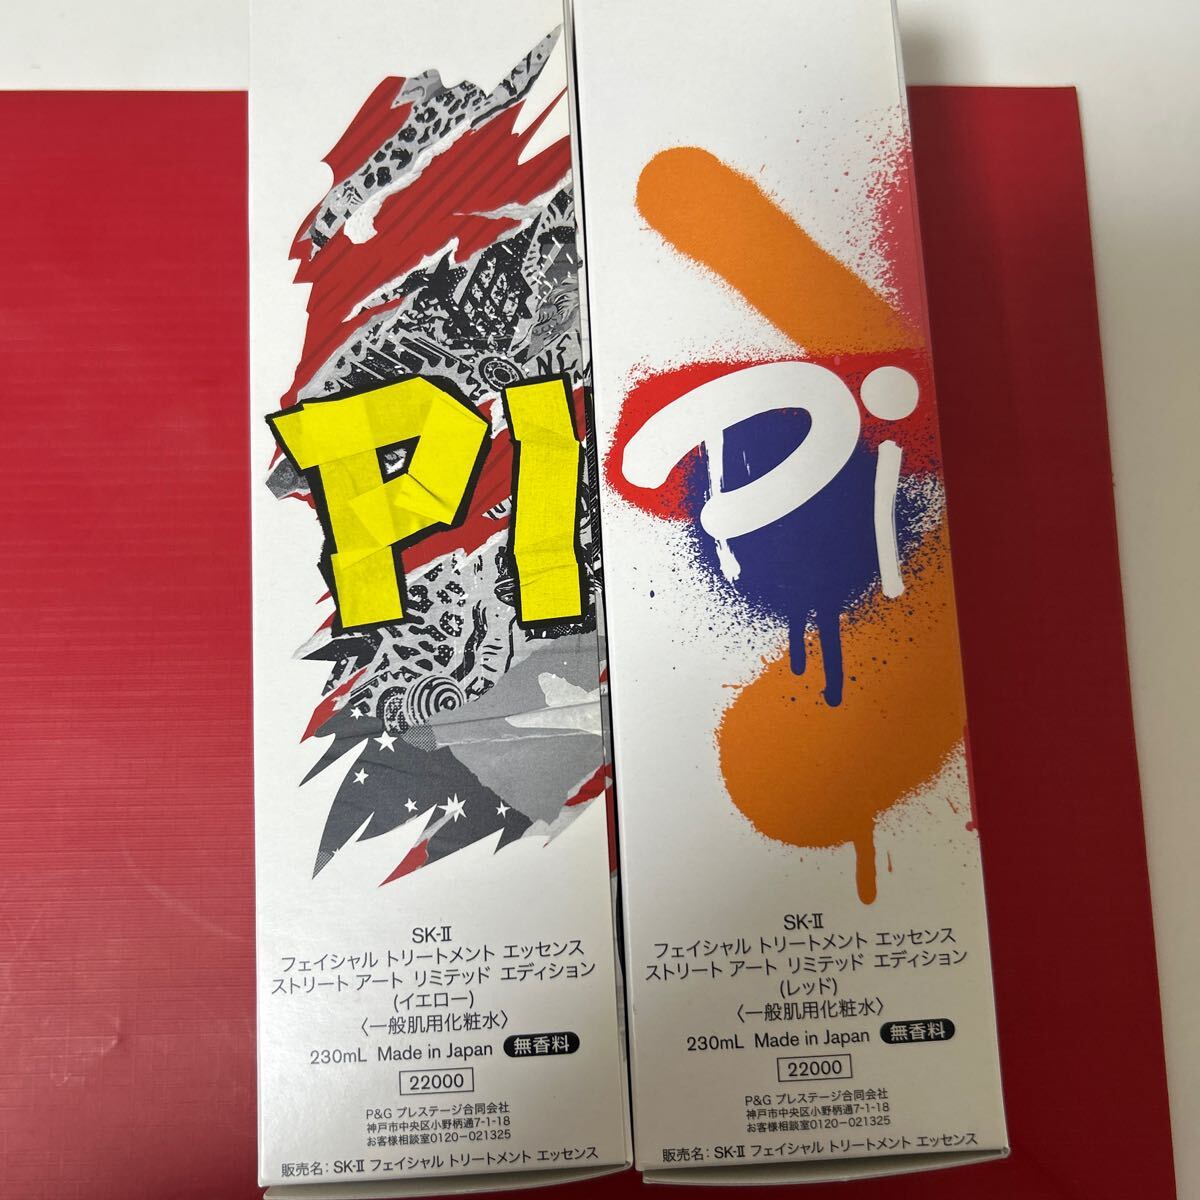 PI
SK-II
フェイシャル トリートメント エッセンス
ストリート アート リミテッド エディション
(イエロー)
〈一般肌用化粧水〉
230mL Made in Japan 無香料
22000
P&G プレステージ合同会社
神戸市中央区小野柄通7-1-18
お客様相談室0120-021325
販売名: SK-II フェイシャル トリートメント エッセンス
Pi
SK-II
フェイシャル トリートメント エッセンス
ストリート アート リミテッド エディション
(レッド)
〈一般肌用化粧水〉
230mL Made in Japan 無香料
22000
P&G プレステージ合同会社
神戸市中央区小野柄通7-1-18
お客様相談室0120-021325
販売名: SK-II フェイシャル トリートメント エッセンス